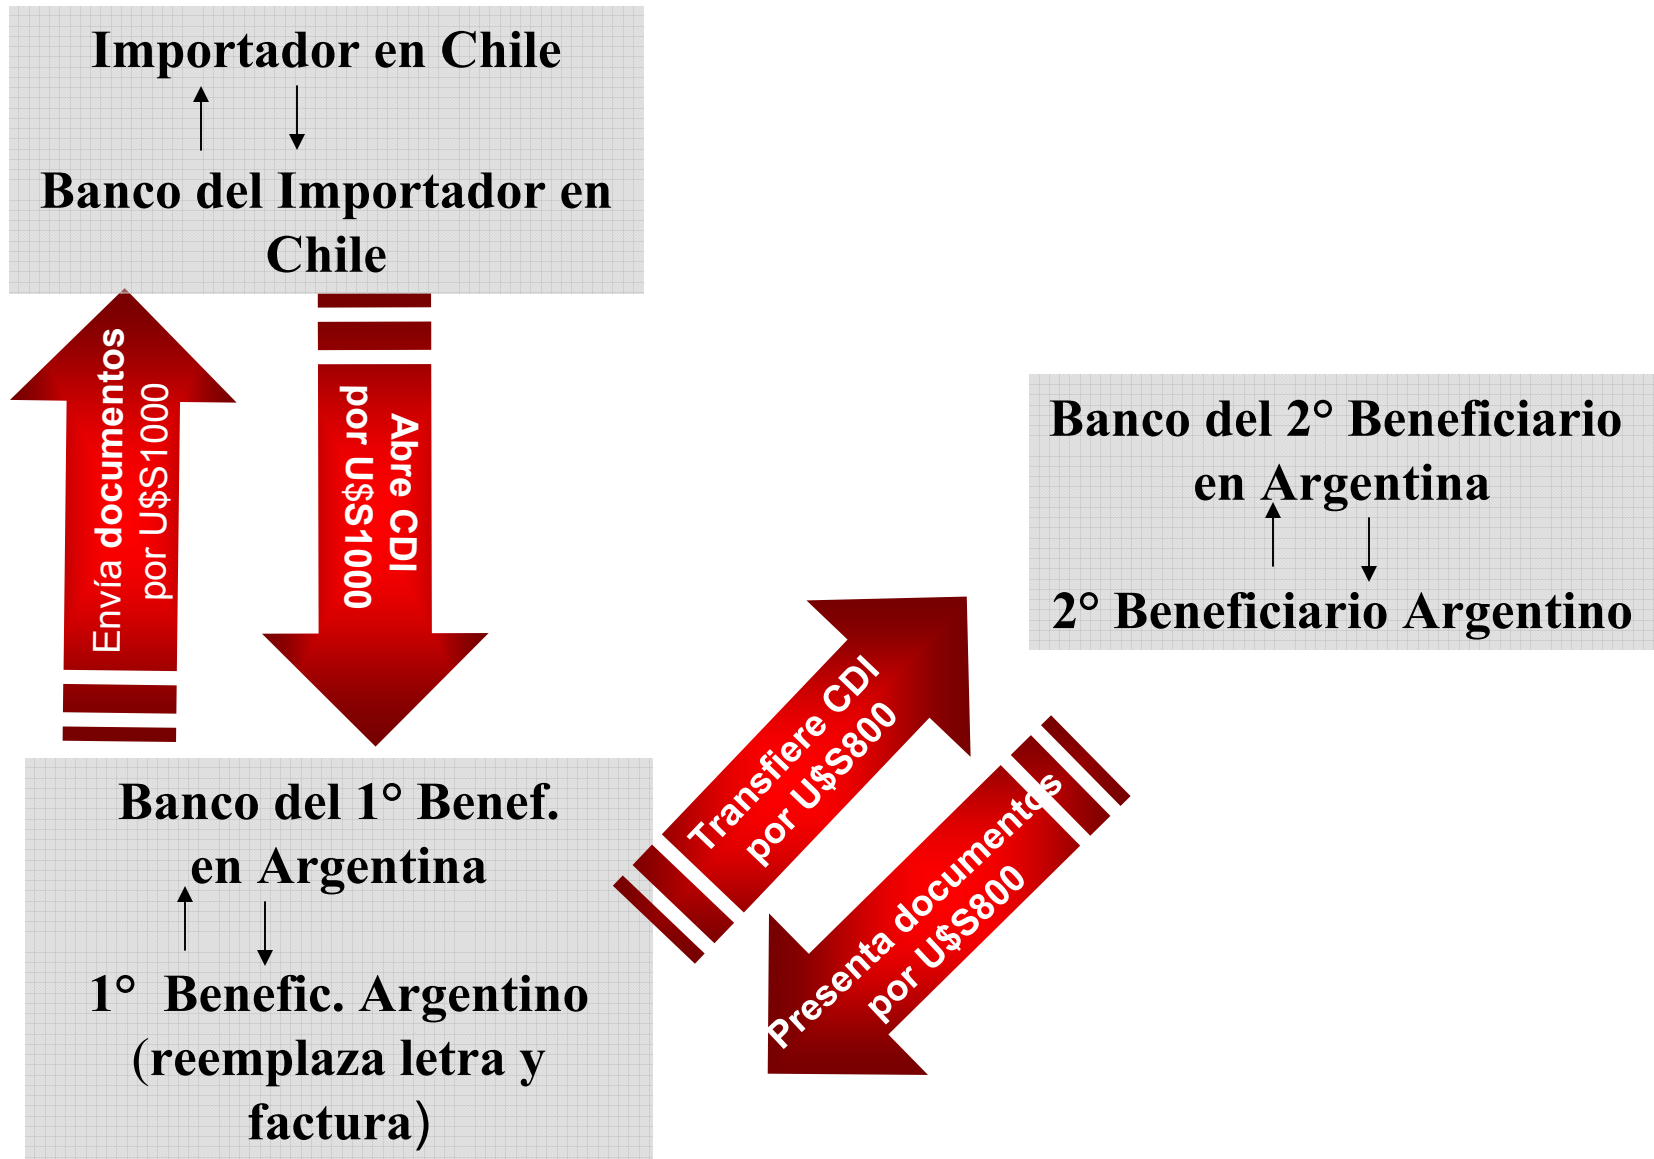 Importador en Chile
Banco del Importador en
Chile
Envía documentos
por U$S1000
Abre CDI
por U$S1000
Banco del 2° Beneficiario
en Argentina
2° Beneficiario Argentino
Transfiere CDI
por U$S800
Presenta documentos
por U$S800
Banco del 1° Benef.
en Argentina
1° Benefic. Argentino
(reemplaza letra y
factura)